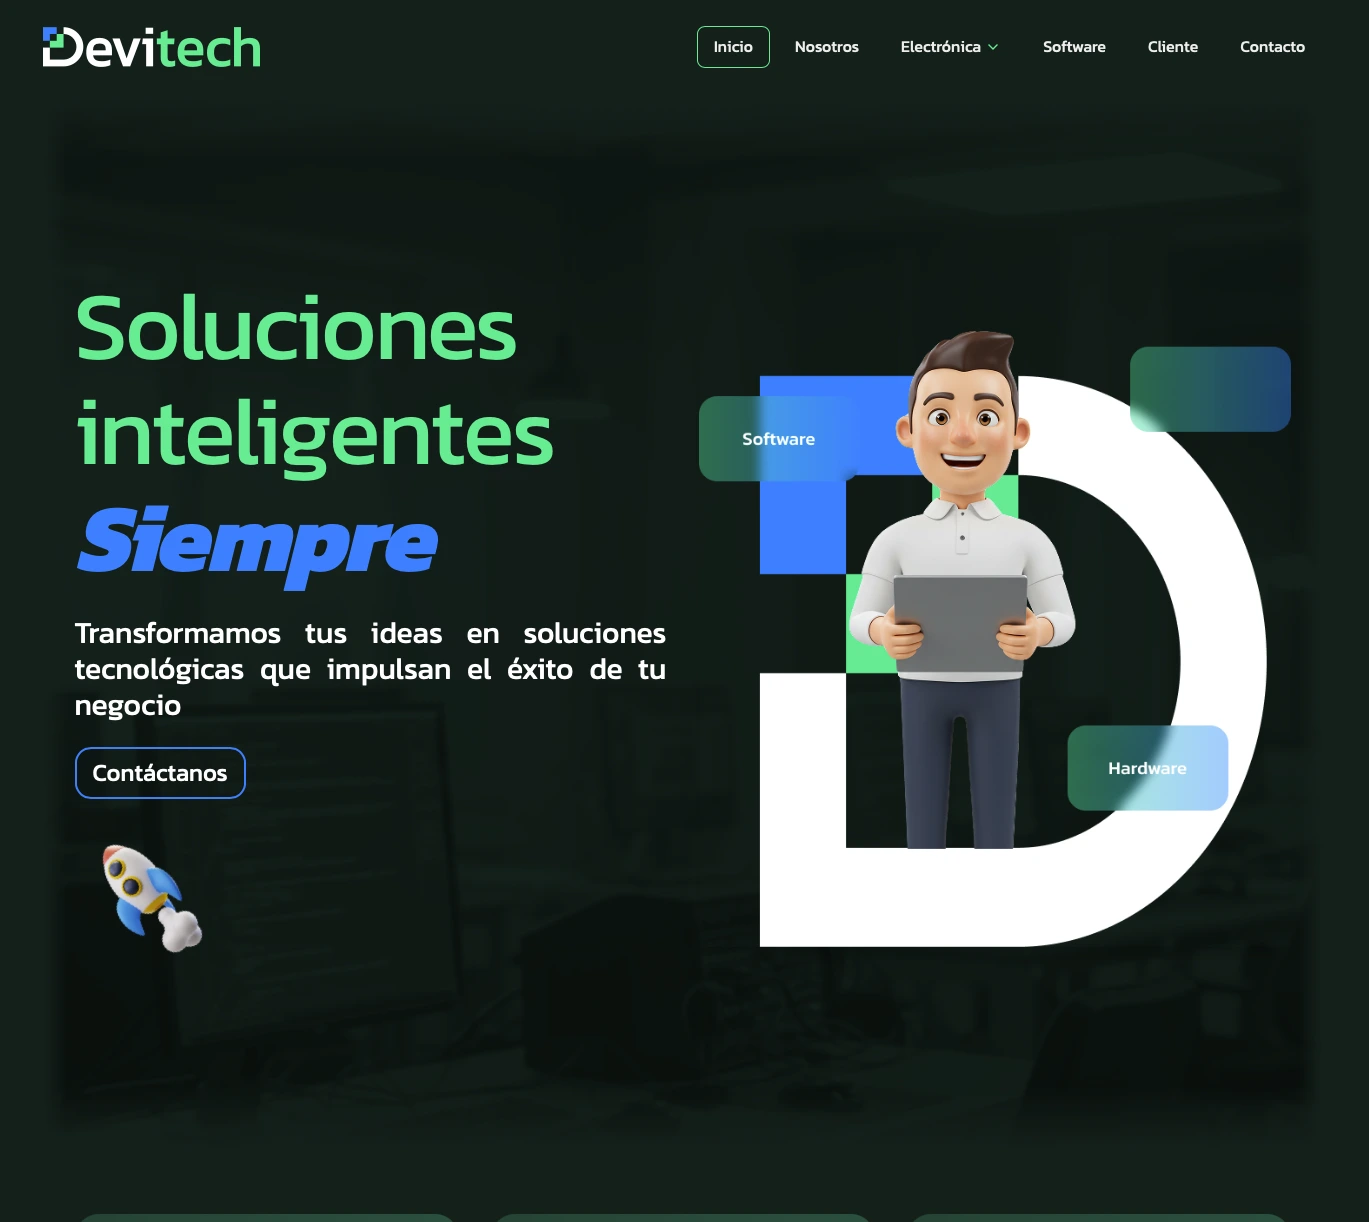 Devitech
Inicio
Nosotros
Electrónica
Software
Cliente
Contacto
Soluciones
inteligentes
Siempre
Transformamos tus ideas en soluciones
tecnológicas que impulsan el éxito de tu
negocio
Contáctanos
Software
Hardware